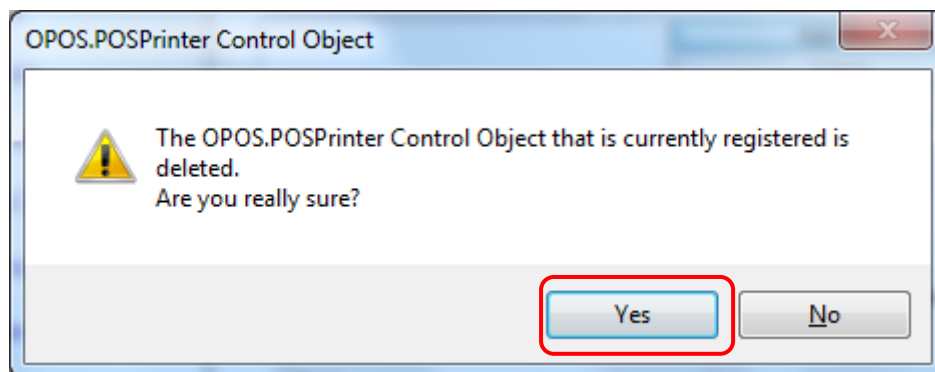 OPOS.POSPrinter Control Object
The OPOS.POSPrinter Control Object that is currently registered is
deleted.
Are you really sure?
Yes
No